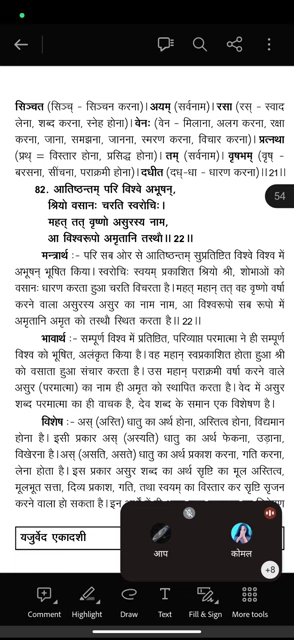 सिञ्चत (सिञ्च् - सिञ्चन करना)। अयम् (सर्वनाम)। रसा (रस् - स्वाद
लेना, शब्द करना, स्नेह होना)। वेनः (वेन - मिलाना, अलग करना, रक्षा
करना, जाना, समझना, जानना, स्मरण करना, विचार करना)। प्रत्नथा
(प्रथ् = विस्तार होना, प्रसिद्ध होना)। तम् (सर्वनाम)। वृषभम् (वृष् -
बरसना, सींचना, पराक्रमी होना)। दधीत (दध्-धा - धारण करना)।।21।।
54
82. आतिष्ठन्तम् परि विश्वे अभूषन्,
श्रियो वसानः चरति स्वरोचिः।
महत् तत् वृष्णो असुरस्य नाम,
आ विश्वरूपो अमृतानि तस्थौ।।22।।
मन्त्रार्थ :- परि सब ओर से आतिष्ठन्तम् सुप्रतिष्ठित विश्वे विश्व में
अभूषन् भूषित किया। स्वरोचिः स्वयम् प्रकाशित श्रियो श्री, शोभाओं को
वसानः धारण करता हुआ चरति विचरता है। महत् महान् तत् वह वृष्णो वर्षा
करने वाला असुरस्य असुर का नाम नाम, आ विश्वरूपो सब रूपो में
अमृतानि अमृत को तस्थौ स्थित करता है।।22।।
भावार्थ :- सम्पूर्ण विश्व में प्रतिष्ठित, परिव्याप्त परमात्मा ने ही सम्पूर्ण
विश्व को भूषित, अलंकृत किया है। वह महान् स्वप्रकाशित होता हुआ श्री
को वसाता हुआ संचार करता है। उस महान् पराक्रमी वर्षा करने वाले
असुर (परमात्मा) का नाम ही अमृत को स्थापित करता है। वेद में असुर
शब्द परमात्मा का ही वाचक है, देव शब्द के समान एक विशेषण है।
विशेष :- अस् (अस्ति) धातु का अर्थ होना, अस्तित्व होना, विद्यमान
होना है। इसी प्रकार अस् (अस्यति) धातु का अर्थ फेकना, उड़ाना,
विखेरना है। अस् (असति, असते) धातु का अर्थ प्रकाश करना, गति करना,
लेना होता है। इस प्रकार असुर शब्द का अर्थ सृष्टि का मूल अस्तित्व,
मूलभूत सत्ता, दिव्य प्रकाश, गति, तथा स्वयम् का विस्तार कर सृष्टि सृजन
करने वाला हो सकता है। इन
यजुर्वेद एकादशी
आप
कोमल
+8
Comment
Highlight
Draw
Text
Fill & Sign
More tools